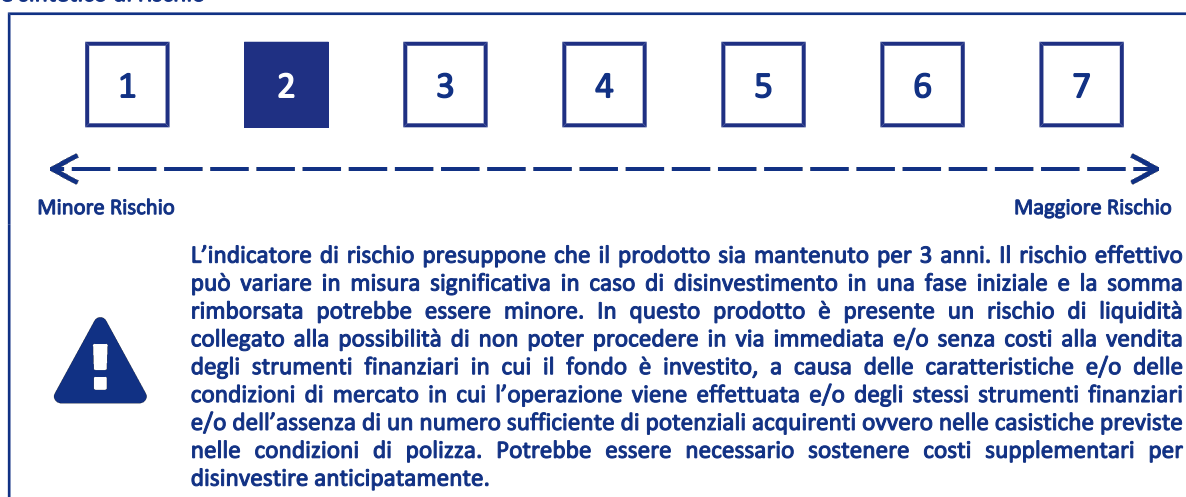 sintetico di rischio
1 2 3 4 5 6 7
Minore Rischio Maggiore Rischio
L'indicatore di rischio presuppone che il prodotto sia mantenuto per 3 anni. Il rischio effettivo
può variare in misura significativa in caso di disinvestimento in una fase iniziale e la somma
rimborsata potrebbe essere minore. In questo prodotto è presente un rischio di liquidità
collegato alla possibilità di non poter procedere in via immediata e/o senza costi alla vendita
degli strumenti finanziari in cui il fondo è investito, a causa delle caratteristiche e/o delle
condizioni di mercato in cui l'operazione viene effettuata e/o degli stessi strumenti finanziari
e/o dell'assenza di un numero sufficiente di potenziali acquirenti ovvero nelle casistiche previste
nelle condizioni di polizza. Potrebbe essere necessario sostenere costi supplementari per
disinvestire anticipatamente.